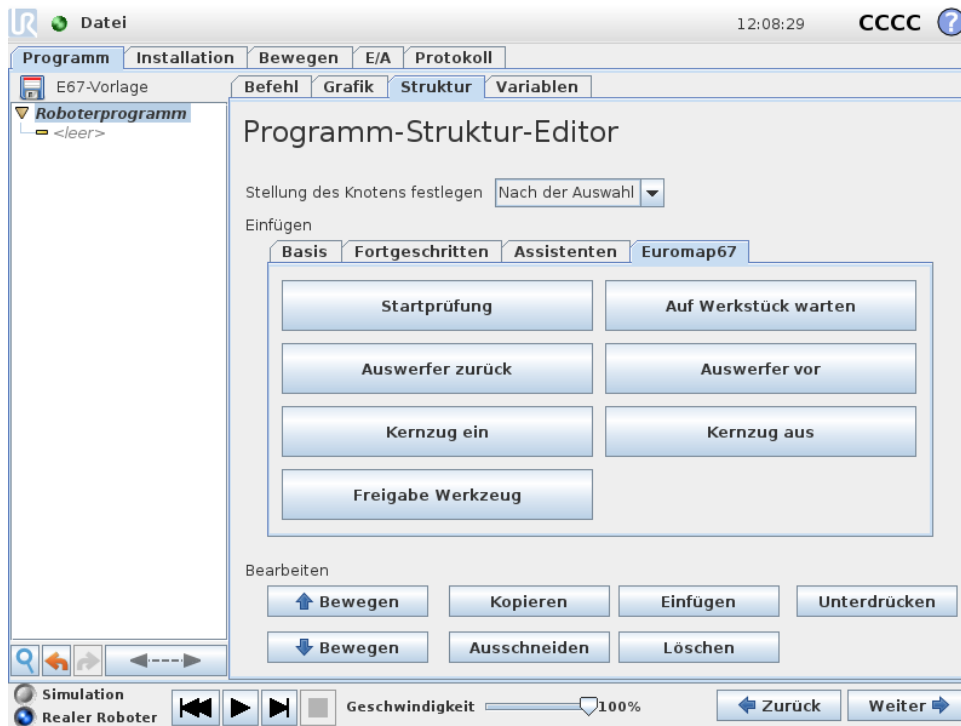 UR Datei 12:08:29 CCCC ?
Programm Installation Bewegen E/A Protokoll
E67-Vorlage Befehl Grafik Struktur Variablen
Roboterprogramm
<leer>
Programm-Struktur-Editor
Stellung des Knotens festlegen Nach der Auswahl
Einfügen
Basis Fortgeschritten Assistenten Euromap67
Startprüfung Auf Werkstück warten
Auswerfer zurück Auswerfer vor
Kernzug ein Kernzug aus
Freigabe Werkzeug
Bearbeiten
Bewegen Kopieren Einfügen Unterdrücken
Bewegen Ausschneiden Löschen
Simulation
Realer Roboter
Geschwindigkeit 100% Zurück Weiter